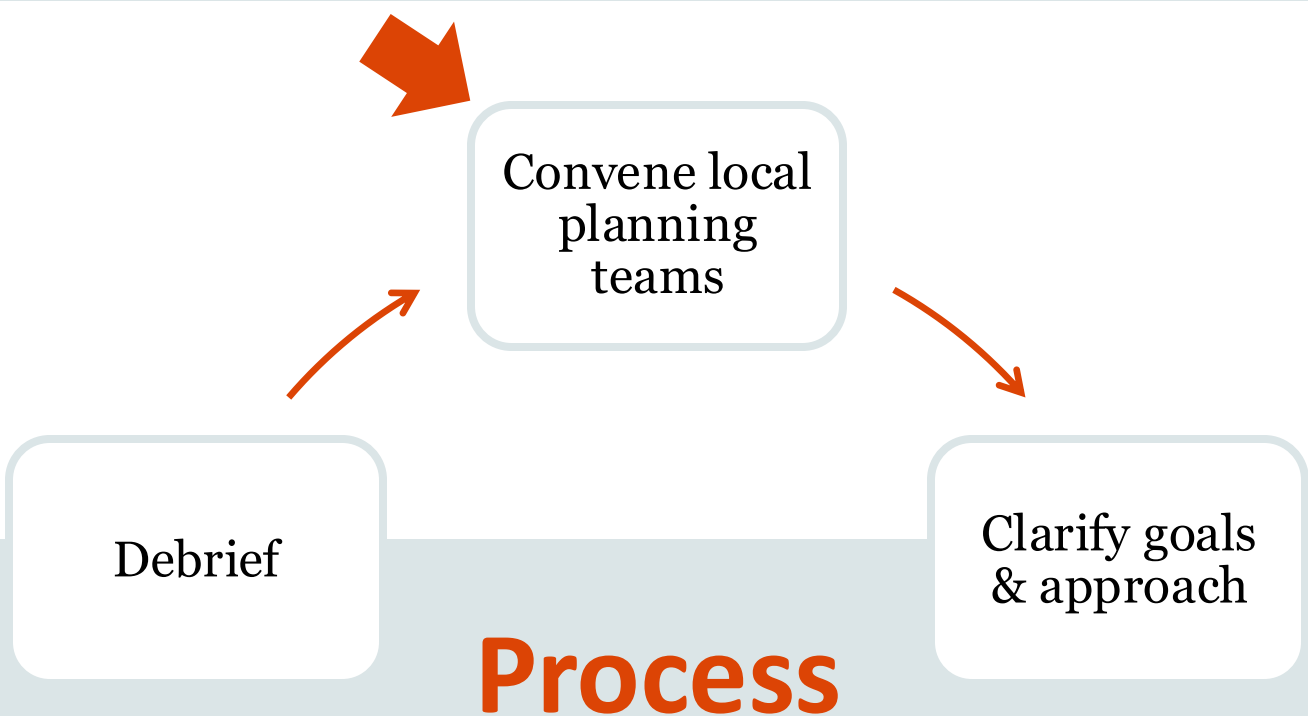 Convene local
planning
teams
Debrief
Clarify goals
& approach
Process